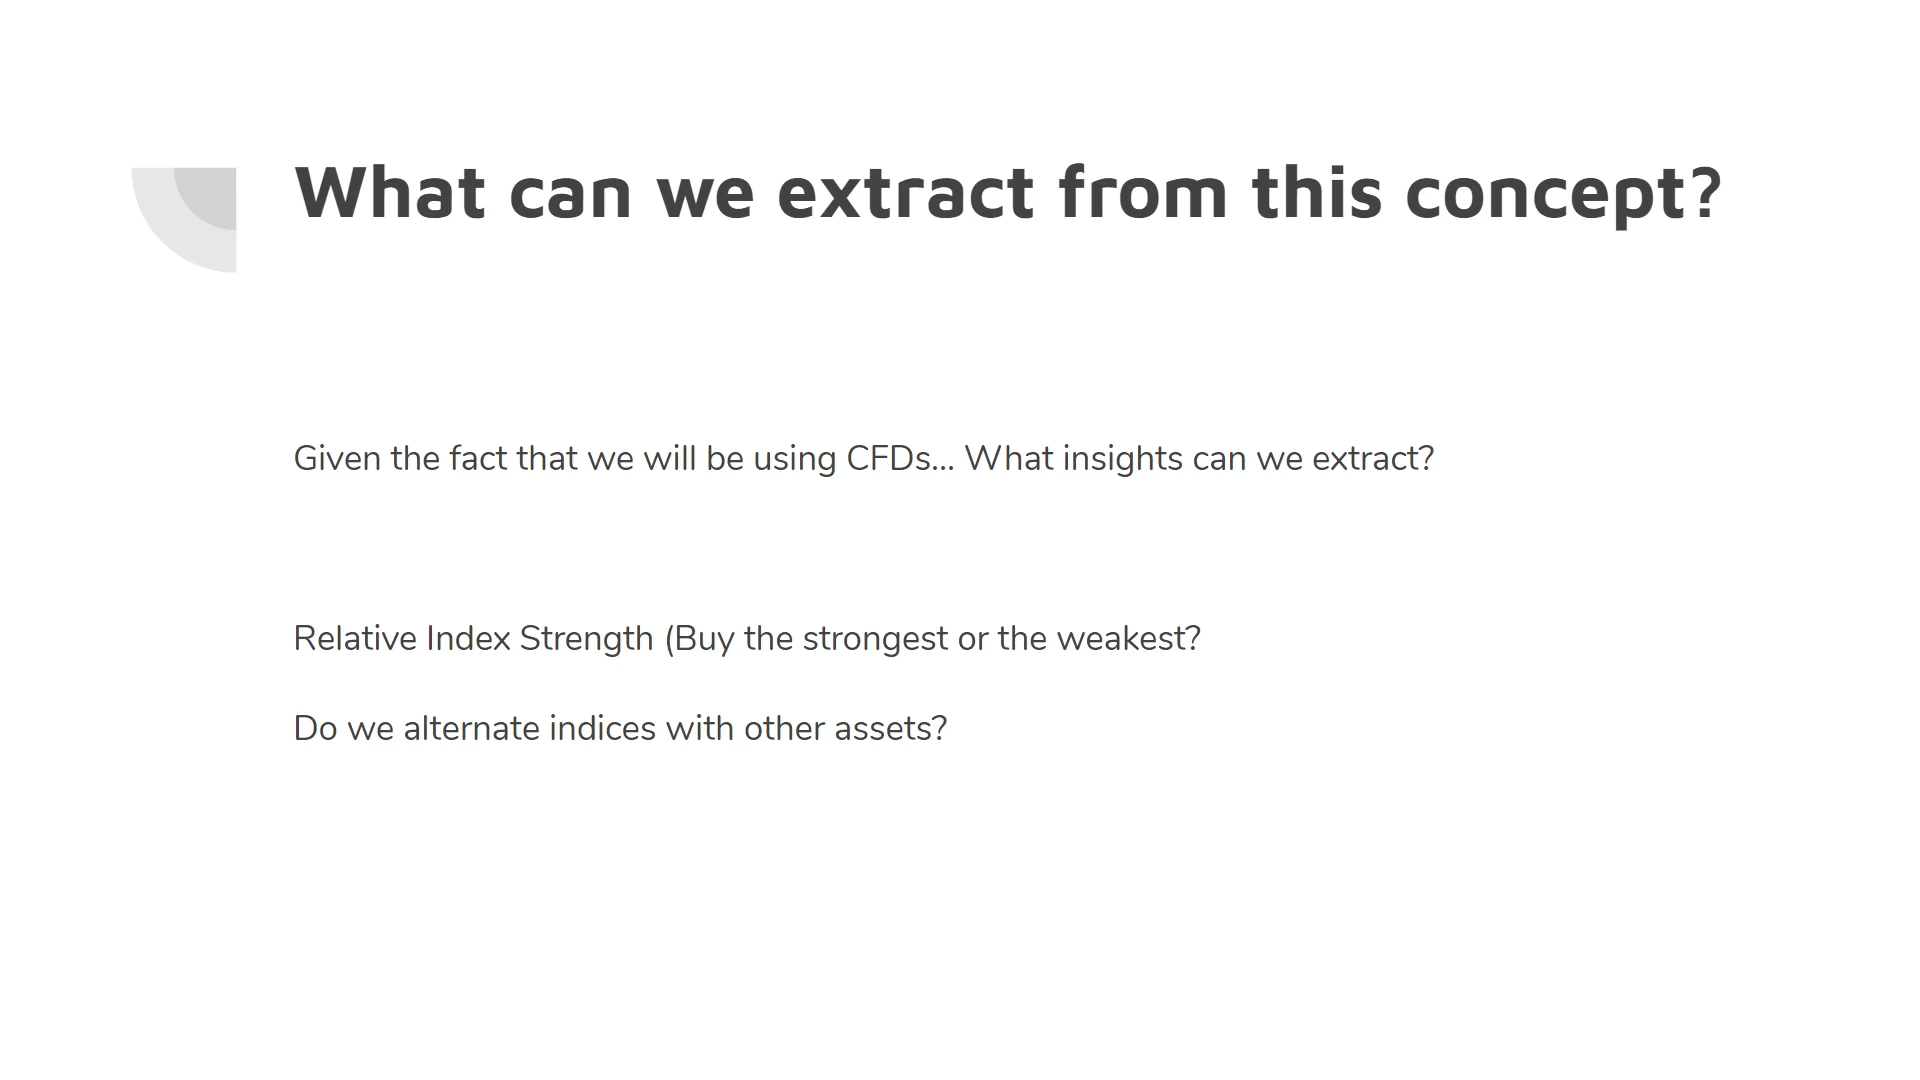 What can we extract from this concept?
Given the fact that we will be using CFDs... What insights can we extract?
Relative Index Strength (Buy the strongest or the weakest?
Do we alternate indices with other assets?